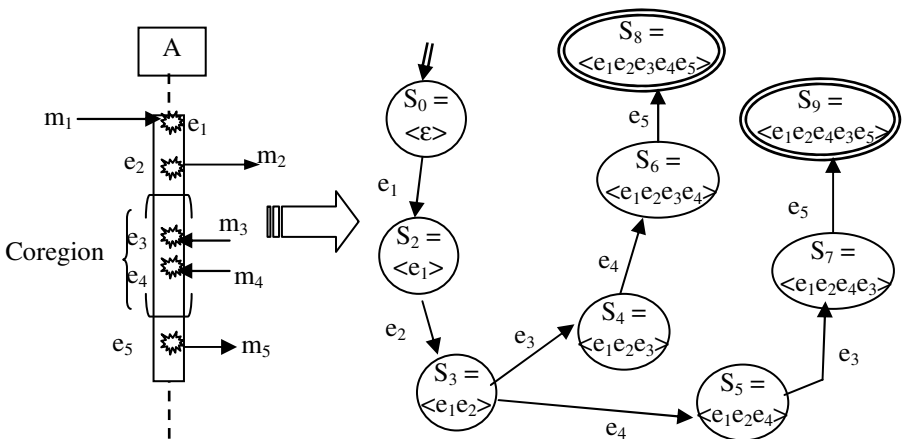 A
m₁
e₁
e₂
m₂
Coregion
e₃
m₃
e₄
m₄
e₅
m₅
S₀ =
<ε>
e₁
S₂ =
<e₁>
e₂
S₃ =
<e₁e₂>
e₃
S₄ =
<e₁e₂e₃>
e₄
S₆ =
<e₁e₂e₃e₄>
e₅
S₈ =
<e₁e₂e₃e₄e₅>
e₄
S₅ =
<e₁e₂e₄>
e₃
S₇ =
<e₁e₂e₄e₃>
e₅
S₉ =
<e₁e₂e₄e₃e₅>